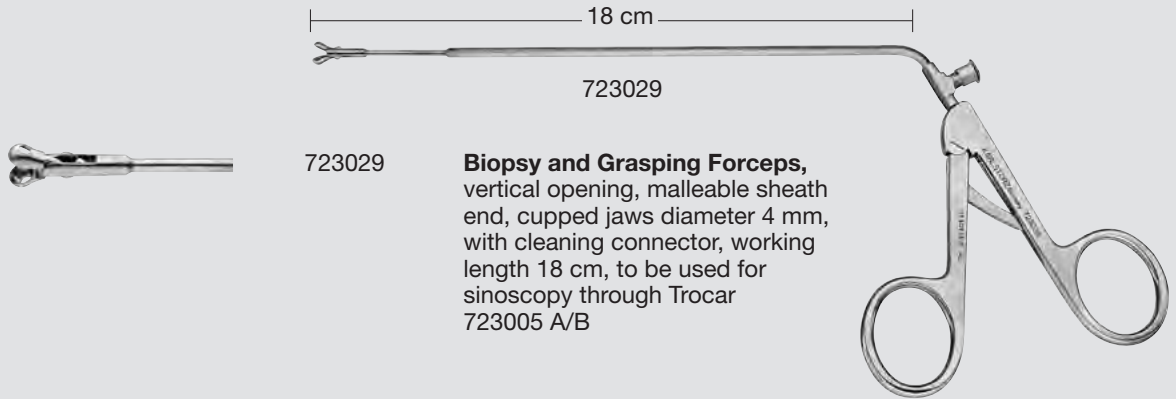 18 cm
723029
723029
Biopsy and Grasping Forceps,
vertical opening, malleable sheath
end, cupped jaws diameter 4 mm,
with cleaning connector, working
length 18 cm, to be used for
sinoscopy through Trocar
723005 A/B